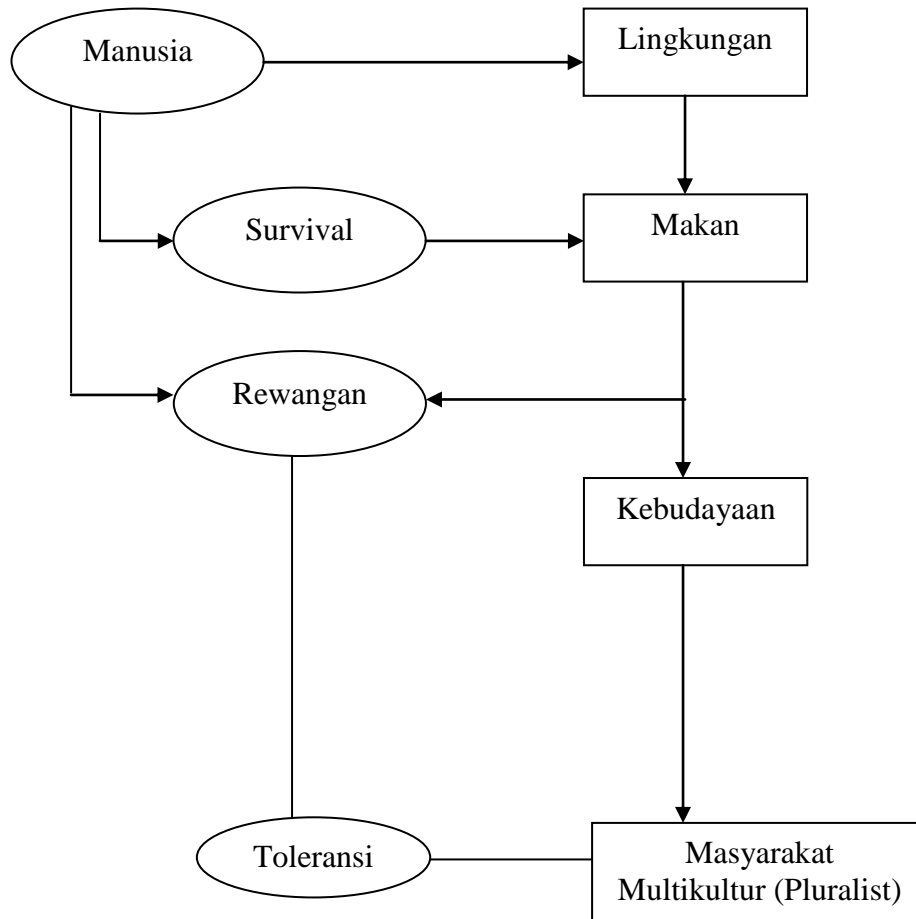 Manusia
Lingkungan
Survival
Makan
Rewangan
Kebudayaan
Toleransi
Masyarakat
Multikultur (Pluralist)